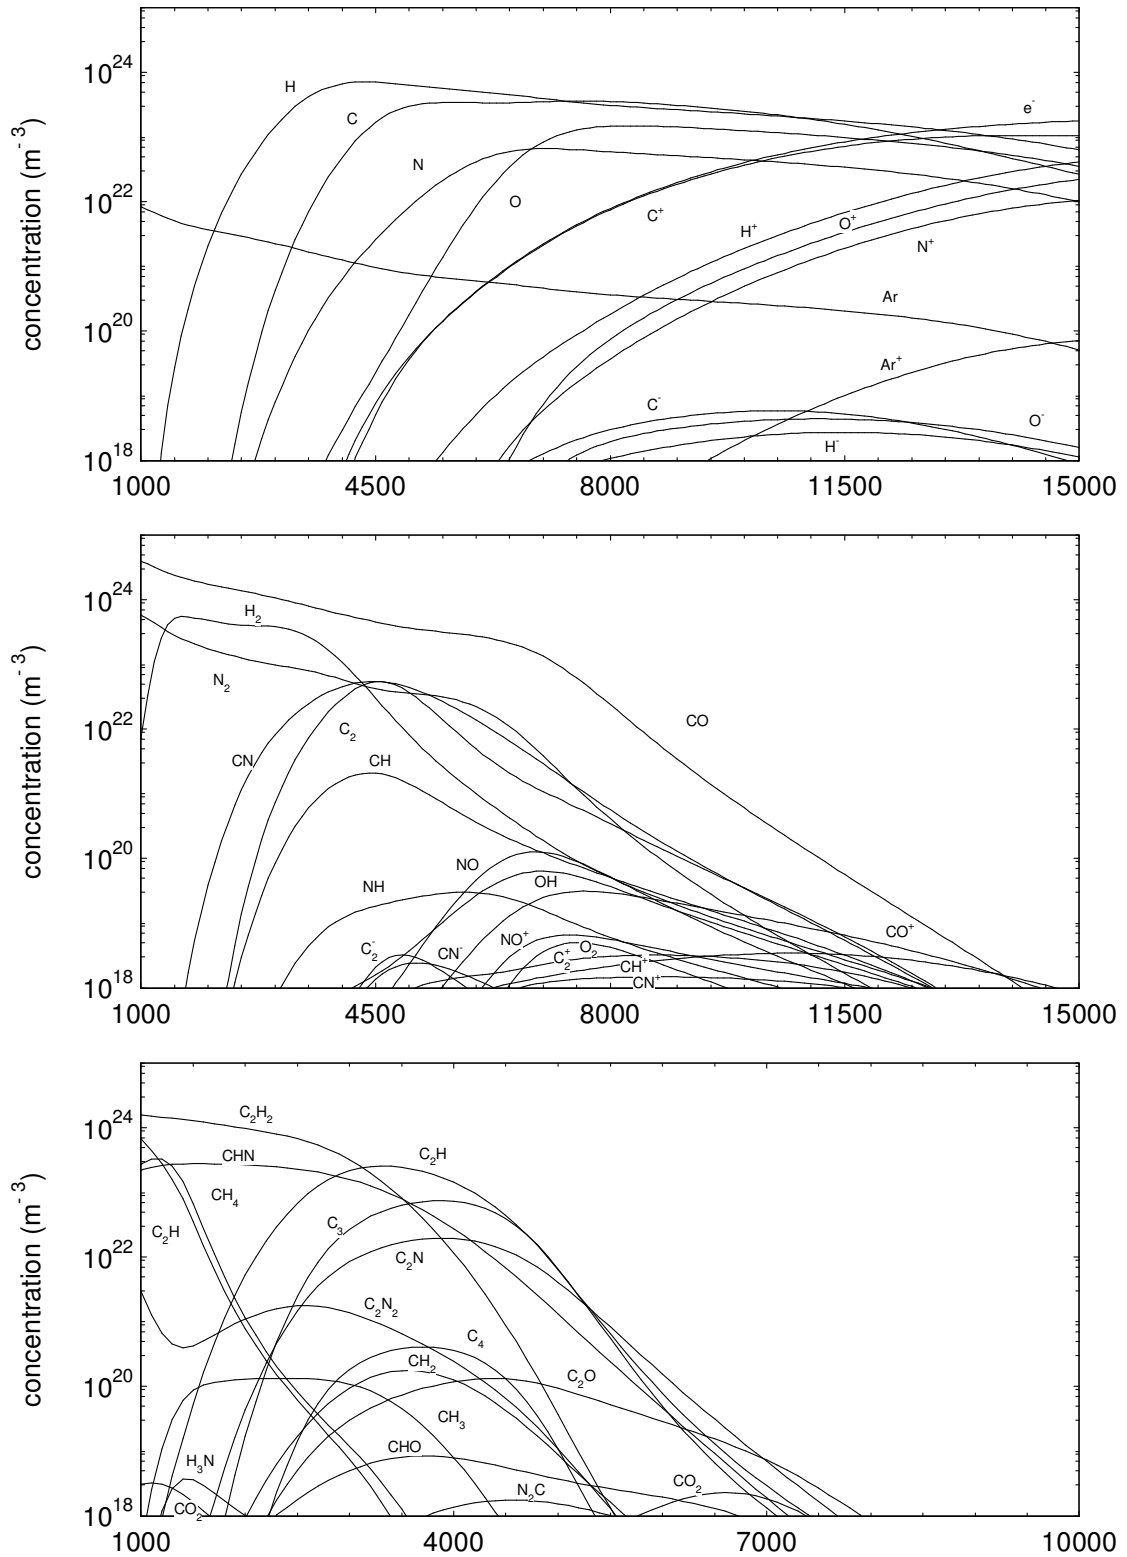 concentration (m⁻³)
10²⁴
10²²
10²⁰
10¹⁸
H
C
N
O
C⁺
H⁺
O⁺
N⁺
e⁻
Ar
Ar⁺
C⁻
O⁻
H⁻
1000 4500 8000 11500 15000
concentration (m⁻³)
10²⁴
10²²
10²⁰
10¹⁸
H₂
N₂
C₂
CN
CH
CO
NO
OH
NH
C₂⁻
CN⁻
NO⁺
C₂⁺
O₂
CH⁺
CN⁺
CO⁺
1000 4500 8000 11500 15000
concentration (m⁻³)
10²⁴
10²²
10²⁰
10¹⁸
C₂H₂
CHN
C₂H
CH₄
C₂H
C₃
C₂N
C₂N₂
C₄
CH₂
C₂O
CH₃
CHO
H₃N
CO₂
N₂C
CO₂
1000 4000 7000 10000